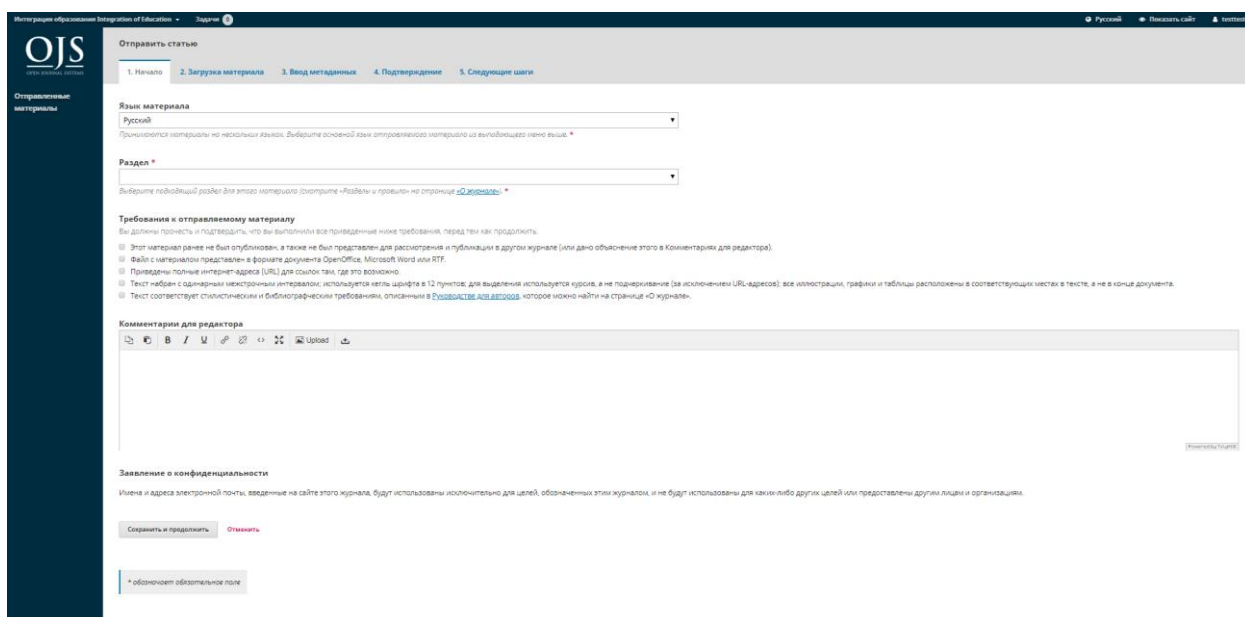 Интеграция образования Integration of Education
Задачи 0
Русский
Показать сайт
testtest
OJS
OPEN JOURNAL SYSTEMS
Отправленные
материалы
Отправить статью
1. Начало
2. Загрузка материала
3. Ввод метаданных
4. Подтверждение
5. Следующие шаги
Язык материала
Русский
Принимаются материалы на нескольких языках. Выберите основной язык отправляемого материала из выпадающего меню выше. *
Раздел *
Выберите подходящий раздел для этого материала (смотрите «Разделы и правила» на странице «О журнале»). *
Требования к отправляемому материалу
Вы должны прочесть и подтвердить, что вы выполнили все приведенные ниже требования, перед тем как продолжить.
Этот материал ранее не был опубликован, а также не был представлен для рассмотрения и публикации в другом журнале (или дано объяснение этого в Комментариях для редактора).
Файл с материалом представлен в формате документа OpenOffice, Microsoft Word или RTF.
Приведены полные интернет-адреса (URL) для ссылок там, где это возможно.
Текст набран с одинарным межстрочным интервалом; используется кегль шрифта в 12 пунктов; для выделения используется курсив, а не подчеркивание (за исключением URL-адресов); все иллюстрации, графики и таблицы расположены в соответствующих местах в тексте, а не в конце документа.
Текст соответствует стилистическим и библиографическим требованиям, описанным в Руководстве для авторов, которое можно найти на странице «О журнале».
Комментарии для редактора
B I U Upload
Powered by TinyMCE
Заявление о конфиденциальности
Имена и адреса электронной почты, введенные на сайте этого журнала, будут использованы исключительно для целей, обозначенных этим журналом, и не будут использованы для каких-либо других целей или предоставлены другим лицам и организациям.
Сохранить и продолжить
Отменить
* обозначает обязательное поле